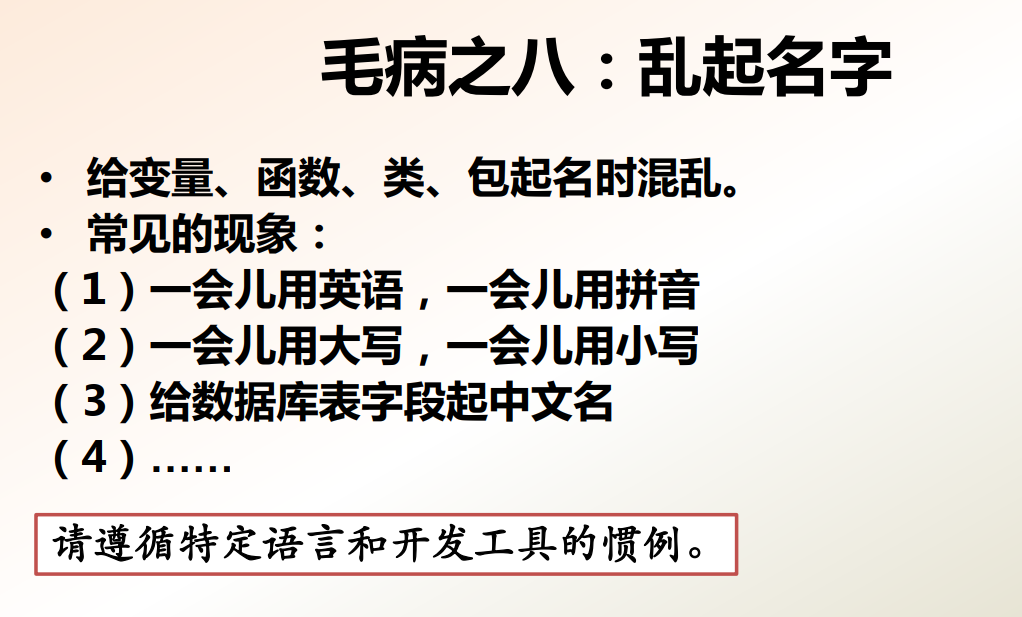 毛病之八：乱起名字
• 给变量、函数、类、包起名时混乱。
• 常见的现象：
（1）一会儿用英语，一会儿用拼音
（2）一会儿用大写，一会儿用小写
（3）给数据库表字段起中文名
（4）……
请遵循特定语言和开发工具的惯例。